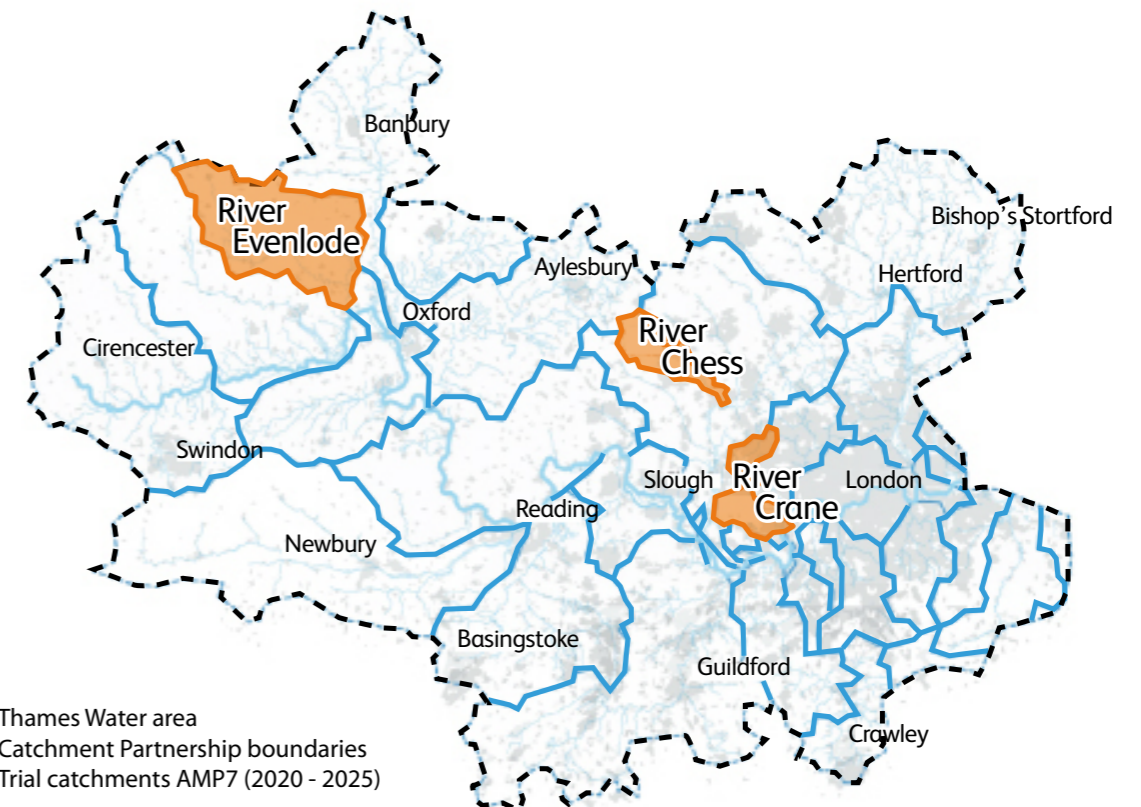 Banbury
River
Evenlode
Bishop's Stortford
Aylesbury
Hertford
Oxford
River
Chess
Cirencester
Swindon
Slough
River
Crane
London
Reading
Newbury
Basingstoke
Guildford
Crawley
Thames Water area
Catchment Partnership boundaries
Trial catchments AMP7 (2020 - 2025)